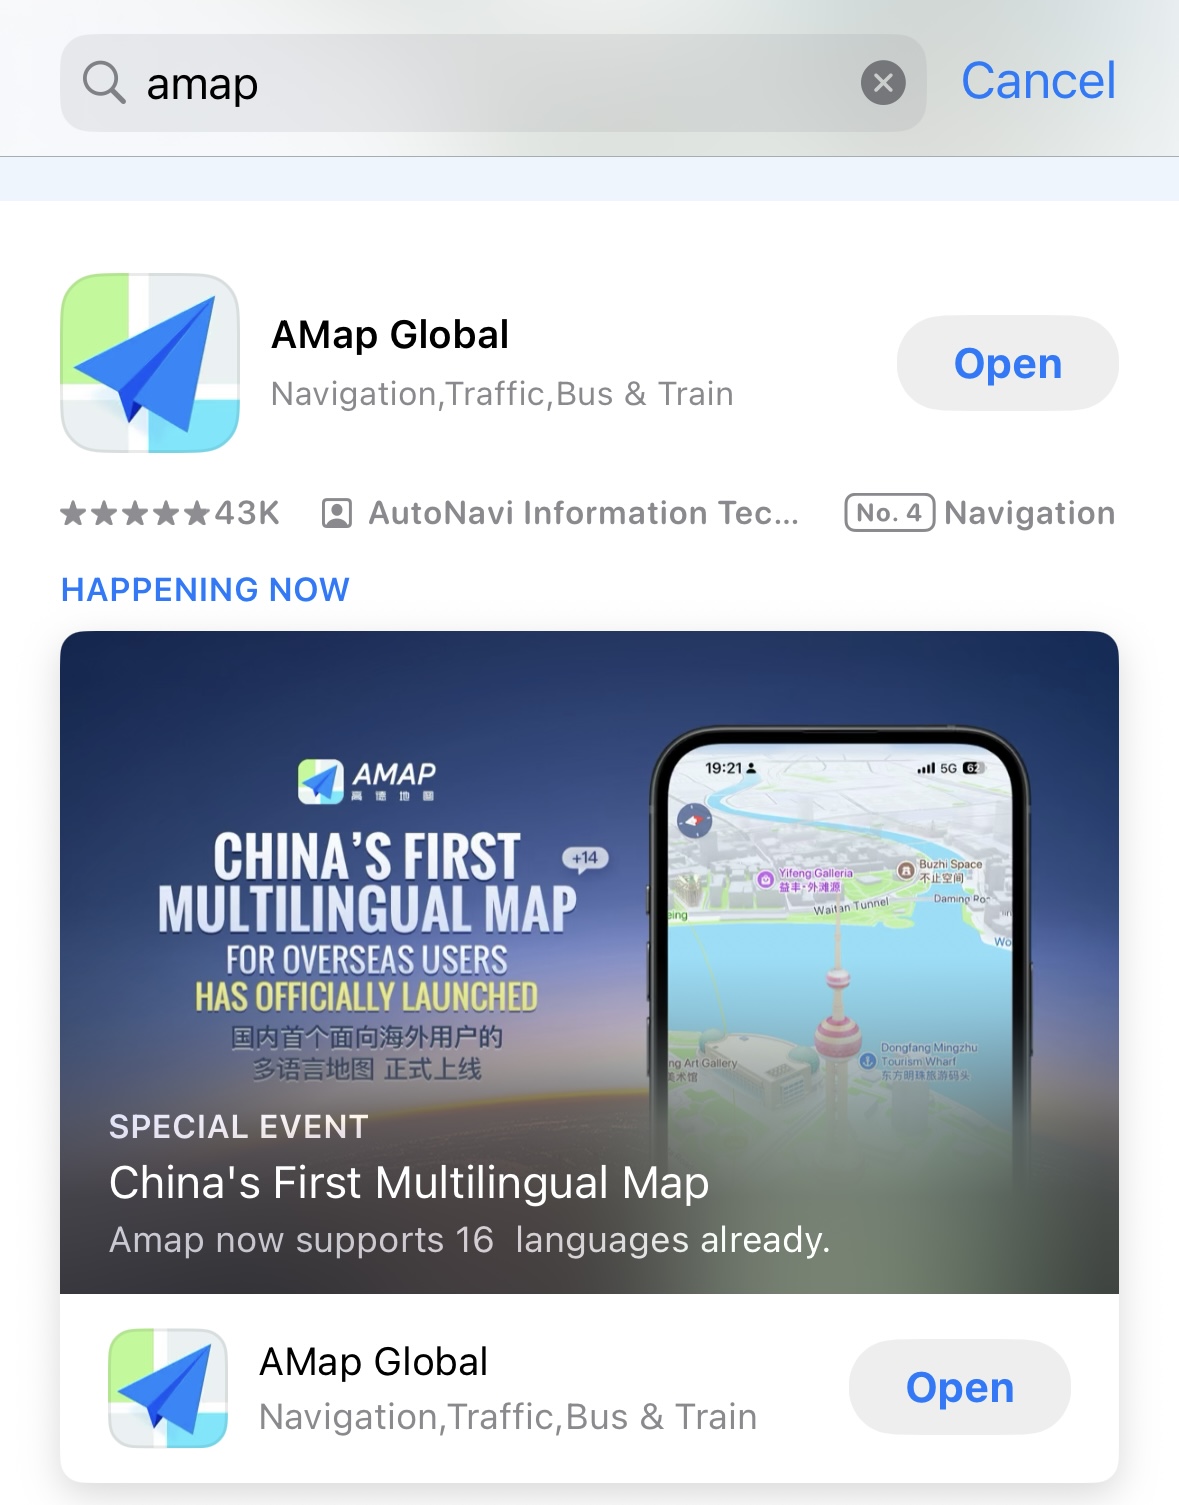 amap
Cancel
AMap Global
Navigation,Traffic,Bus & Train
Open
43K
AutoNavi Information Tec...
No. 4
Navigation
HAPPENING NOW
AMAP
高德地圖
CHINA'S FIRST
+14
MULTILINGUAL MAP
FOR OVERSEAS USERS
HAS OFFICIALLY LAUNCHED
国内首个面向海外用户的
多语言地图 正式上线
19:21
5G
62
Yifeng Galleria
益丰·外滩源
Buzhi Space
不止空间
Waitan Tunnel
Daming Ro
eing
Wo
ng Art Gallery
美术馆
Dongfang Mingzhu
Tourism Wharf
东方明珠旅游码头
SPECIAL EVENT
China's First Multilingual Map
Amap now supports 16  languages already.
AMap Global
Navigation,Traffic,Bus & Train
Open